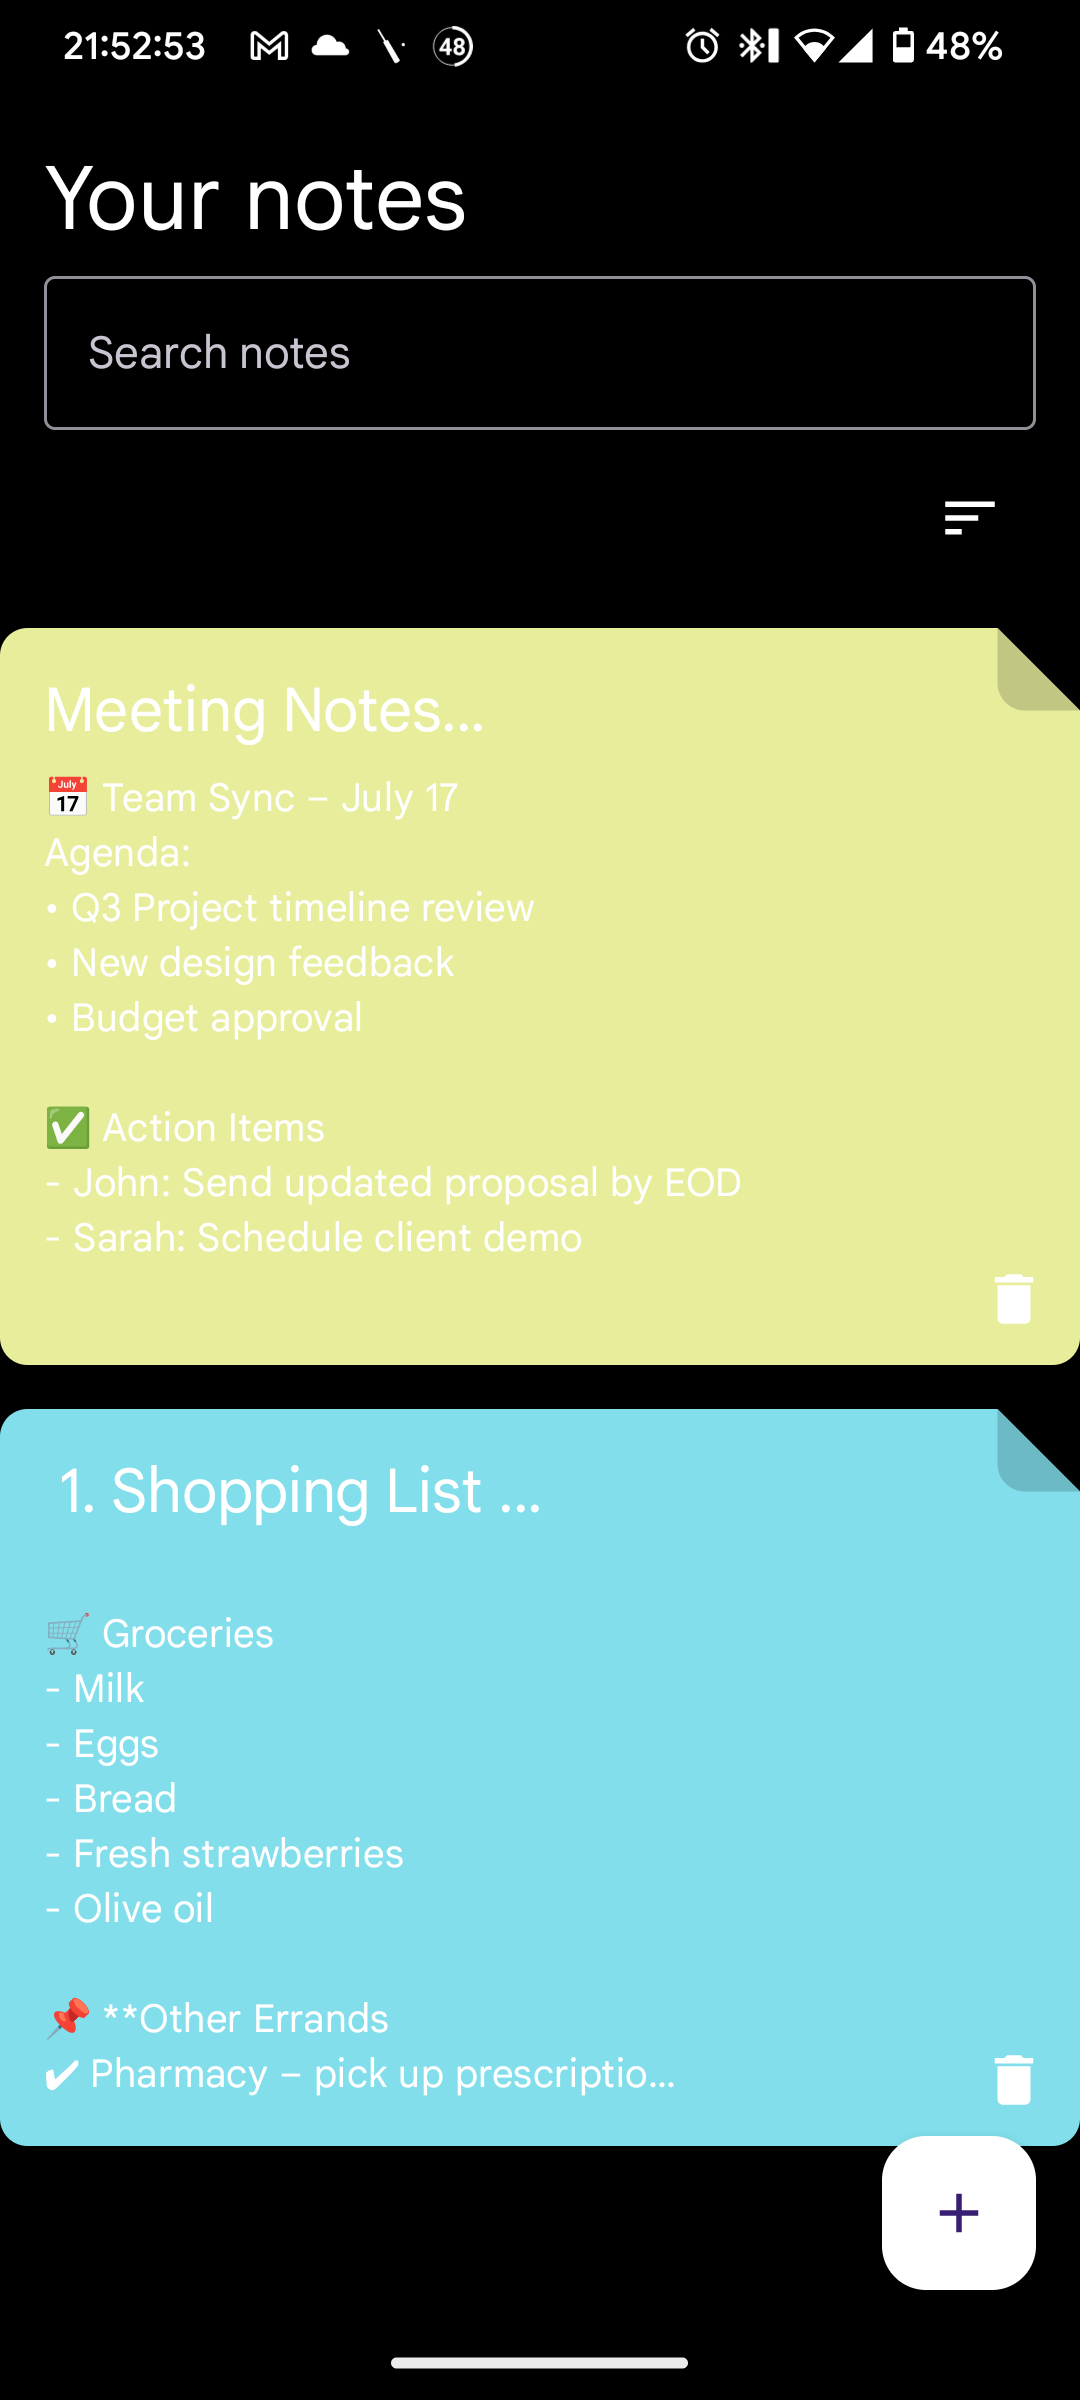 21:52:53 48 48%
Your notes
Search notes
Meeting Notes...
📅 Team Sync – July 17
Agenda:
• Q3 Project timeline review
• New design feedback
• Budget approval
✅ Action Items
- John: Send updated proposal by EOD
- Sarah: Schedule client demo
1. Shopping List ...
🛒 Groceries
- Milk
- Eggs
- Bread
- Fresh strawberries
- Olive oil
📌 **Other Errands
✔ Pharmacy – pick up prescriptio...